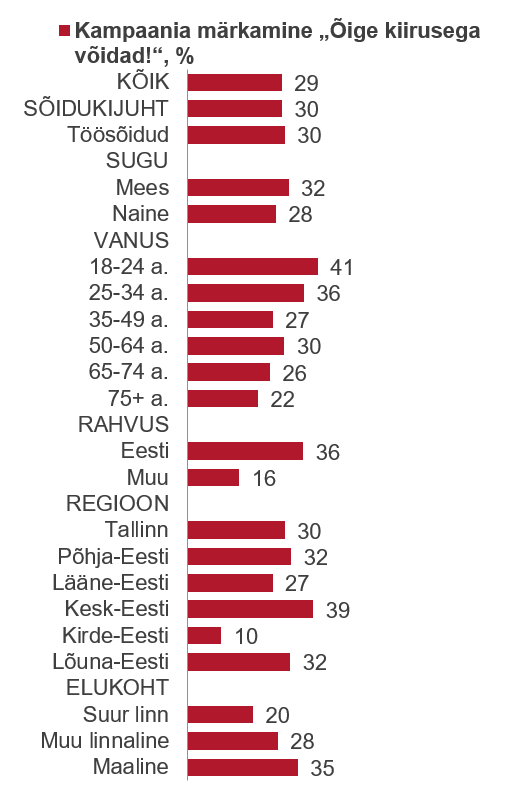 Kampaania märkamine „Õige kiirusega
võidad!“, %
KÕIK 29
SÕIDUKIJUHT 30
Töösõidud 30
SUGU
Mees 32
Naine 28
VANUS
18-24 a. 41
25-34 a. 36
35-49 a. 27
50-64 a. 30
65-74 a. 26
75+ a. 22
RAHVUS
Eesti 36
Muu 16
REGIOON
Tallinn 30
Põhja-Eesti 32
Lääne-Eesti 27
Kesk-Eesti 39
Kirde-Eesti 10
Lõuna-Eesti 32
ELUKOHT
Suur linn 20
Muu linnaline 28
Maaline 35